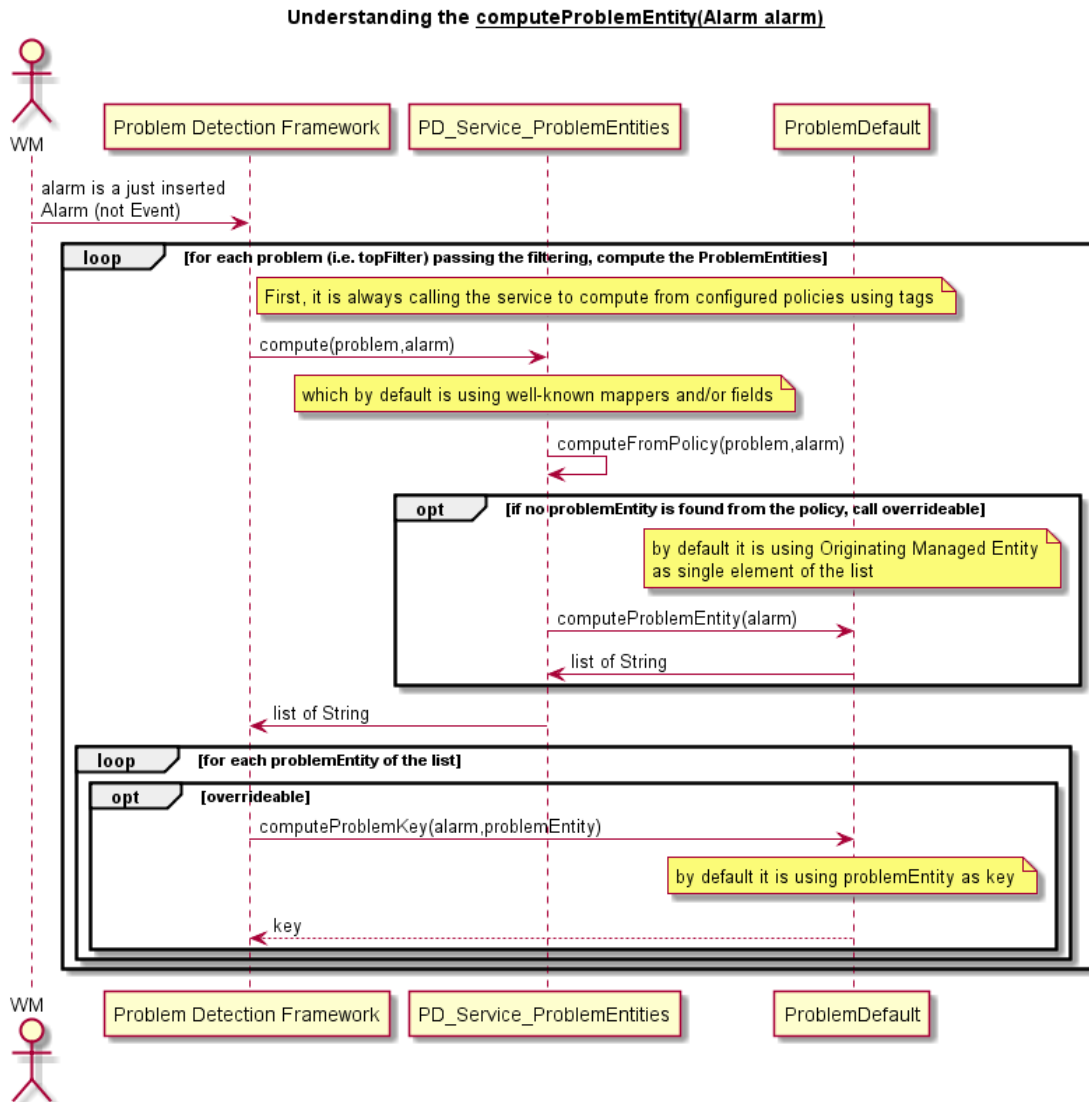 Understanding the computeProblemEntity(Alarm alarm)
WM
Problem Detection Framework
PD_Service_ProblemEntities
ProblemDefault
alarm is a just inserted
Alarm (not Event)
loop
[for each problem (i.e. topFilter) passing the filtering, compute the ProblemEntities]
First, it is always calling the service to compute from configured policies using tags
compute(problem,alarm)
which by default is using well-known mappers and/or fields
computeFromPolicy(problem,alarm)
opt
[if no problemEntity is found from the policy, call overrideable]
by default it is using Originating Managed Entity
as single element of the list
computeProblemEntity(alarm)
list of String
list of String
loop
[for each problemEntity of the list]
opt
[overrideable]
computeProblemKey(alarm,problemEntity)
by default it is using problemEntity as key
key
WM
Problem Detection Framework
PD_Service_ProblemEntities
ProblemDefault